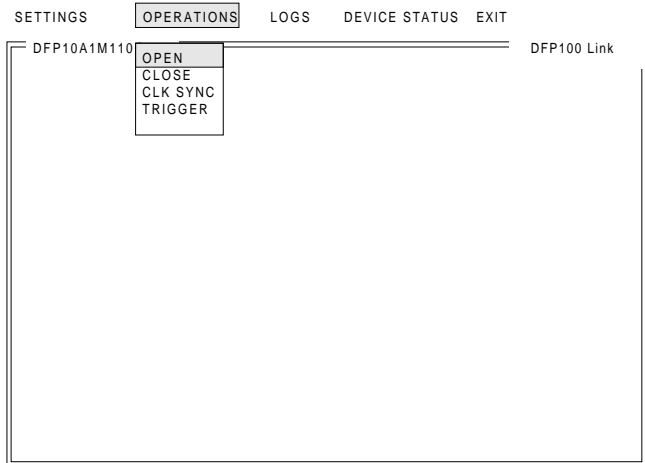 SETTINGS OPERATIONS LOGS DEVICE STATUS EXIT
DFP10A1M110 DFP100 Link
OPEN
CLOSE
CLK SYNC
TRIGGER